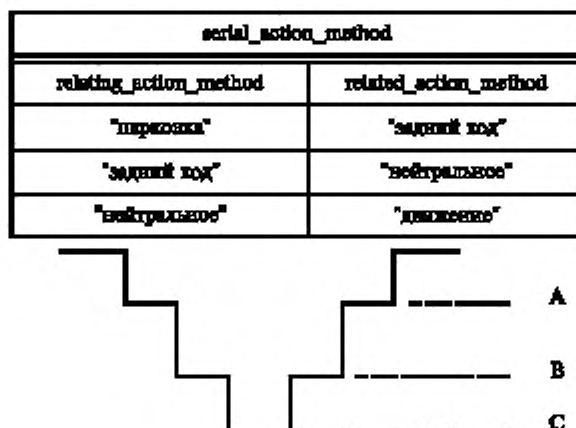 serial_action_method
relating_action_method related_action_method
"парковка" "задний ход"
"задний ход" "нейтральное"
"нейтральное" "движение"
A
B
C